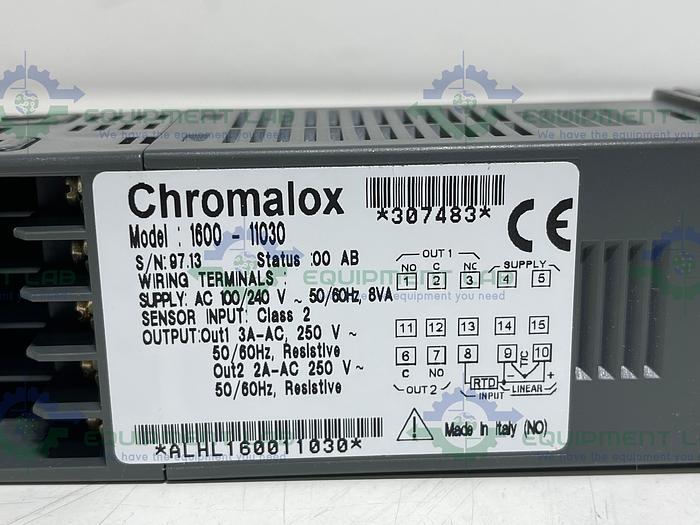 Chromalox
*307483*
CE
Model : 1600 - 11030
S/N: 97.13 Status :00 AB
WIRING TERMINALS :
SUPPLY: AC 100/240 V ~ 50/60Hz, 8VA
SENSOR INPUT: Class 2
OUTPUT:Out1 3A-AC, 250 V ~
50/60Hz, Resistive
Out2 2A-AC 250 V ~
50/60Hz, Resistive
OUT 1 SUPPLY
NO C NC
1 2 3 4 5
11 12 13 14 15
6 7 8 9 10
C NO RTD T/C - +
OUT 2 INPUT LINEAR
Made in Italy (NO)
*ALHL160011030*
EQUIPMENT LAB
We have the equipment you need